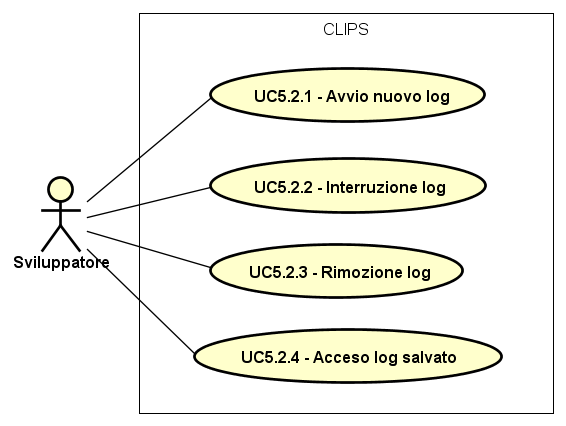 CLIPS
UC5.2.1 - Avvio nuovo log
UC5.2.2 - Interruzione log
Sviluppatore
UC5.2.3 - Rimozione log
UC5.2.4 - Acceso log salvato